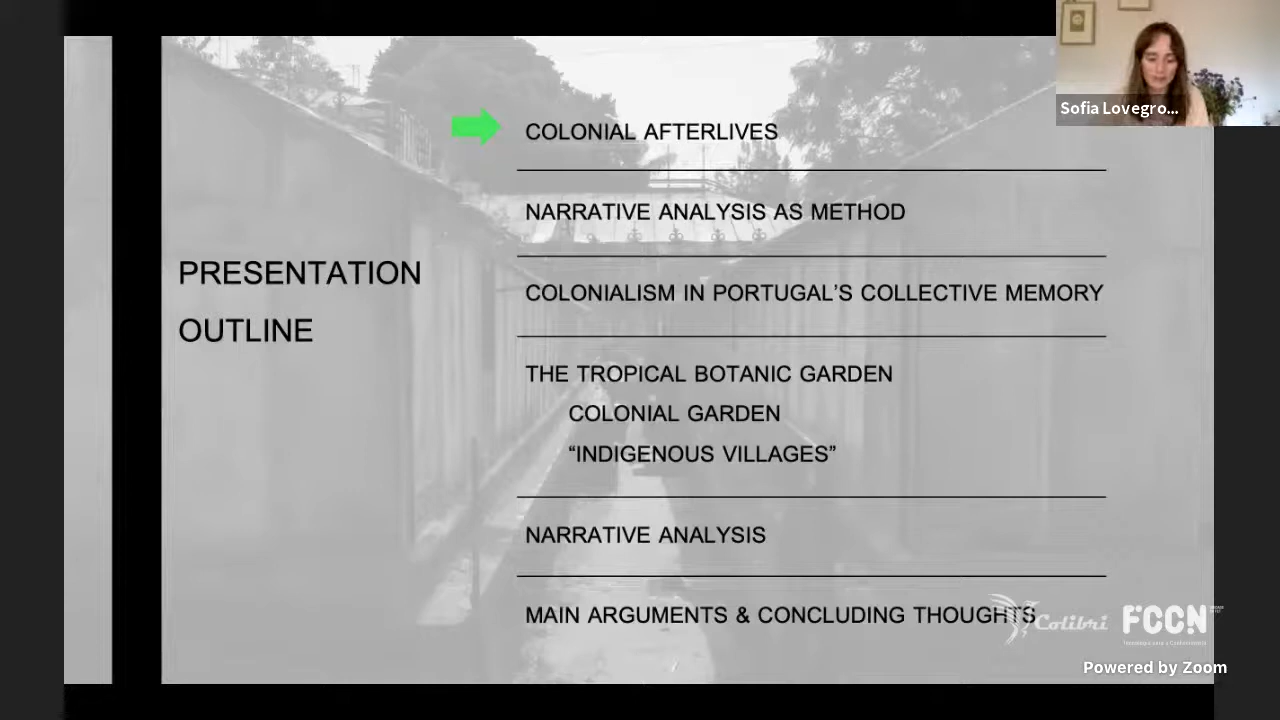 Sofia Lovegro...
COLONIAL AFTERLIVES
NARRATIVE ANALYSIS AS METHOD
PRESENTATION
OUTLINE
COLONIALISM IN PORTUGAL’S COLLECTIVE MEMORY
THE TROPICAL BOTANIC GARDEN
COLONIAL GARDEN
“INDIGENOUS VILLAGES”
NARRATIVE ANALYSIS
MAIN ARGUMENTS & CONCLUDING THOUGHTS
Colibri FCCN
Powered by Zoom